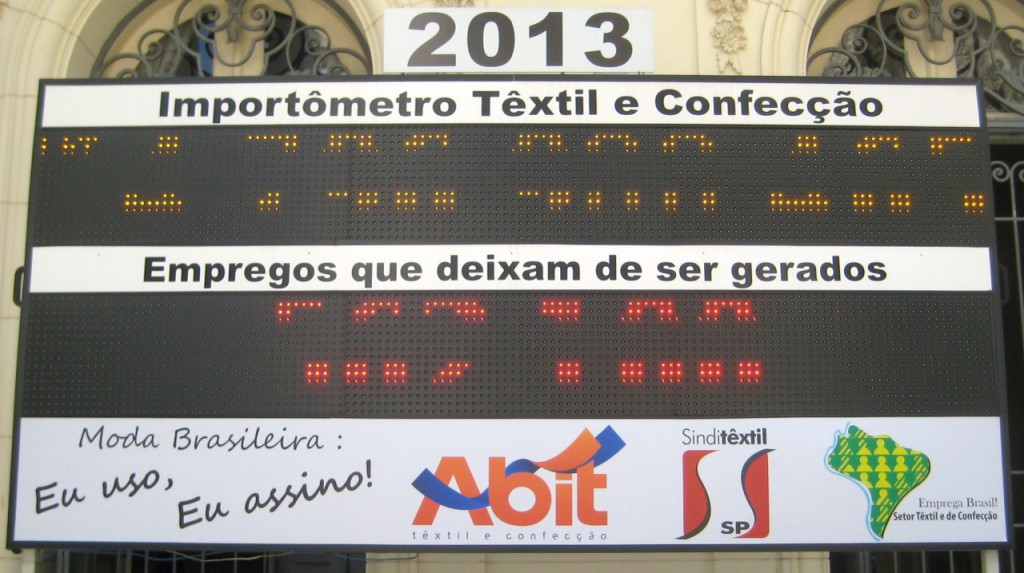 2013
Importômetro Têxtil e Confecção
Empregos que deixam de ser gerados
Moda Brasileira :
Eu uso,
Eu assino!
Abit
têxtil e confecção
Sinditêxtil
SP
Emprega Brasil!
Setor Têxtil e de Confecção